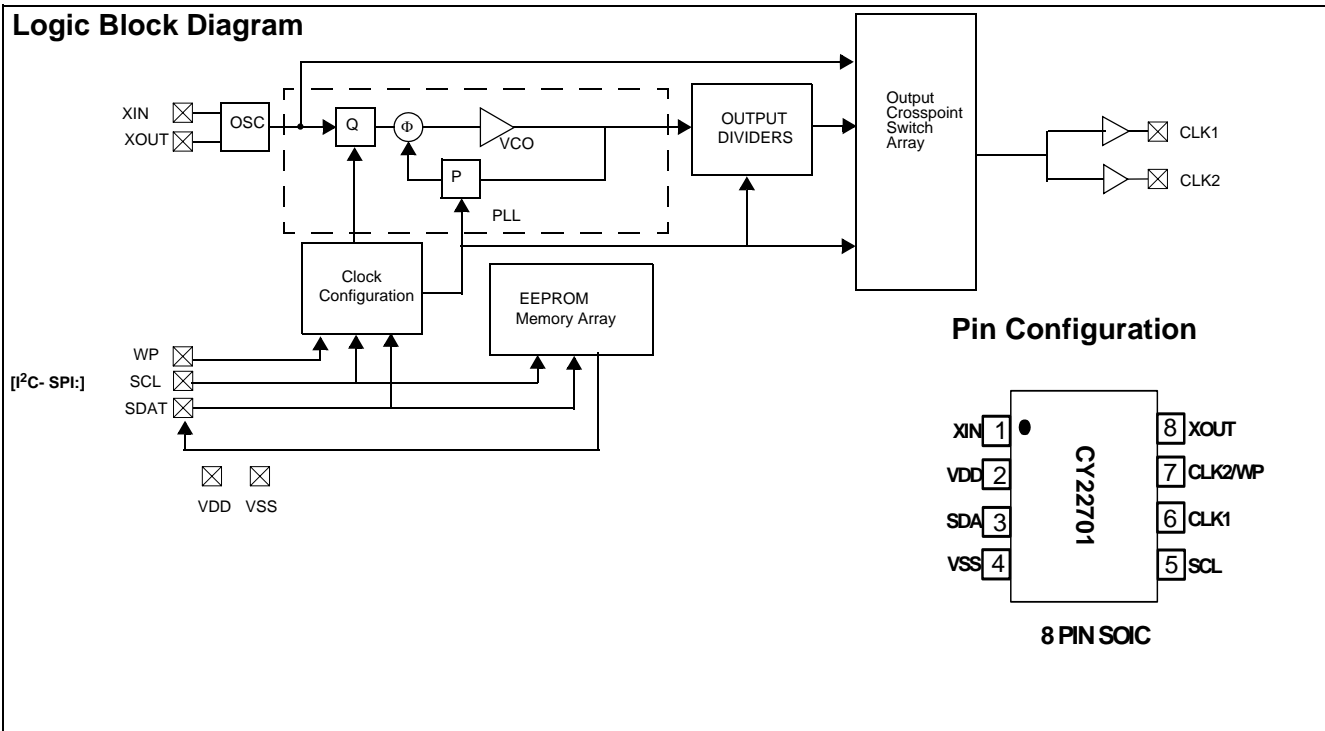 Logic Block Diagram
XIN
XOUT
OSC
Q
Φ
VCO
P
PLL
OUTPUT
DIVIDERS
Output
Crosspoint
Switch
Array
CLK1
CLK2
Clock
Configuration
EEPROM
Memory Array
WP
[I²C- SPI:]
SCL
SDAT
VDD VSS
Pin Configuration
XIN 1
VDD 2
SDA 3
VSS 4
CY22701
8 XOUT
7 CLK2/WP
6 CLK1
5 SCL
8 PIN SOIC